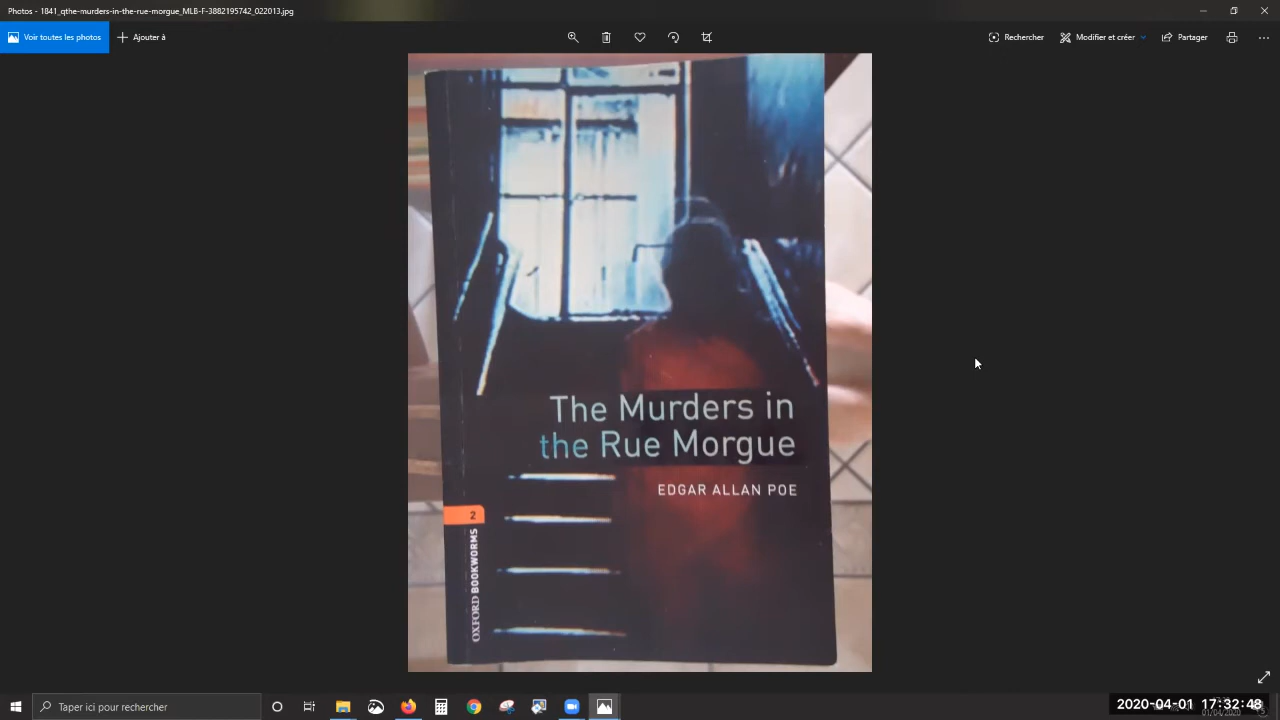 Photos - 1841_qthe-murders-in-the-rue-morgue_MLB-F-3882195742_022013.jpg
Voir toutes les photos
Ajouter à
Rechercher
Modifier et créer
Partager
The Murders in
the Rue Morgue
EDGAR ALLAN POE
2
OXFORD BOOKWORMS
Taper ici pour rechercher
2020-04-01 17:32:48